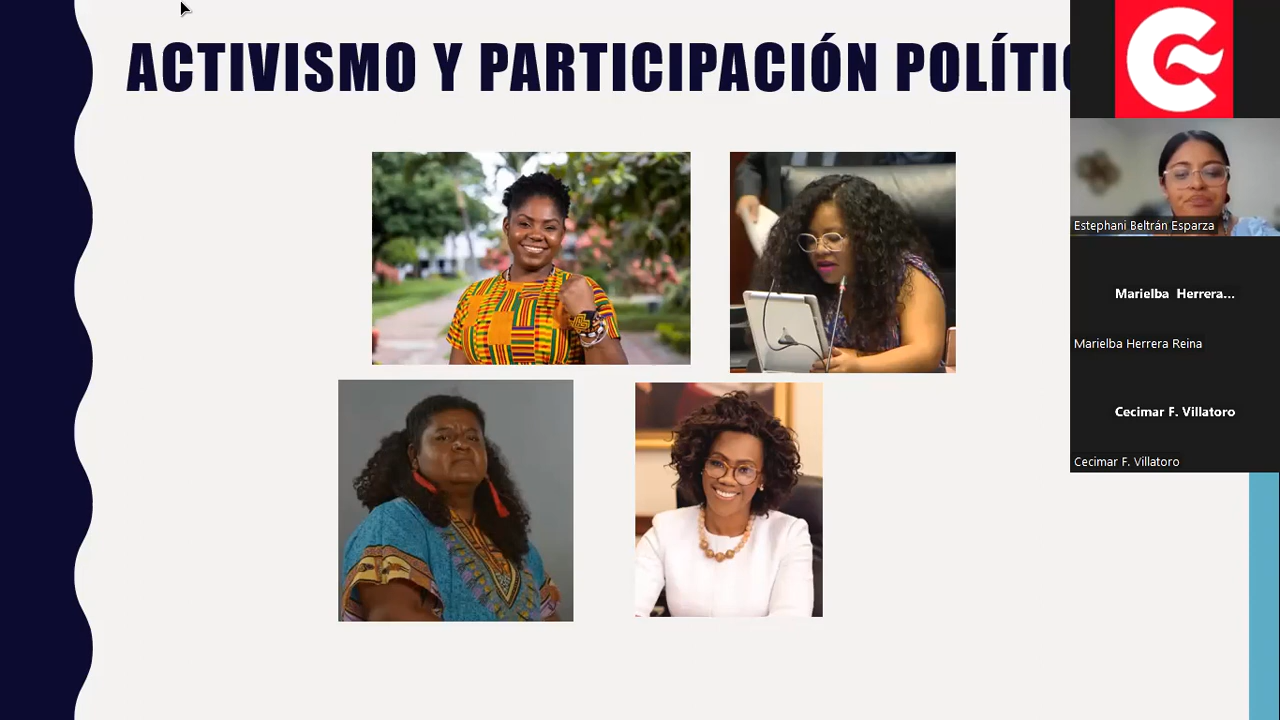 ACTIVISMO Y PARTICIPACIÓN POLÍTIC
Estephani Beltrán Esparza
Marielba Herrera...
Marielba Herrera Reina
Cecimar F. Villatoro
Cecimar F. Villatoro